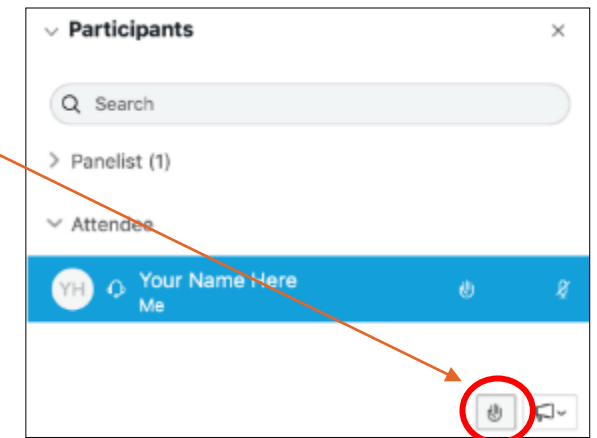 Participants
Search
Panelist (1)
Attendee
YH
Your Name Here
Me